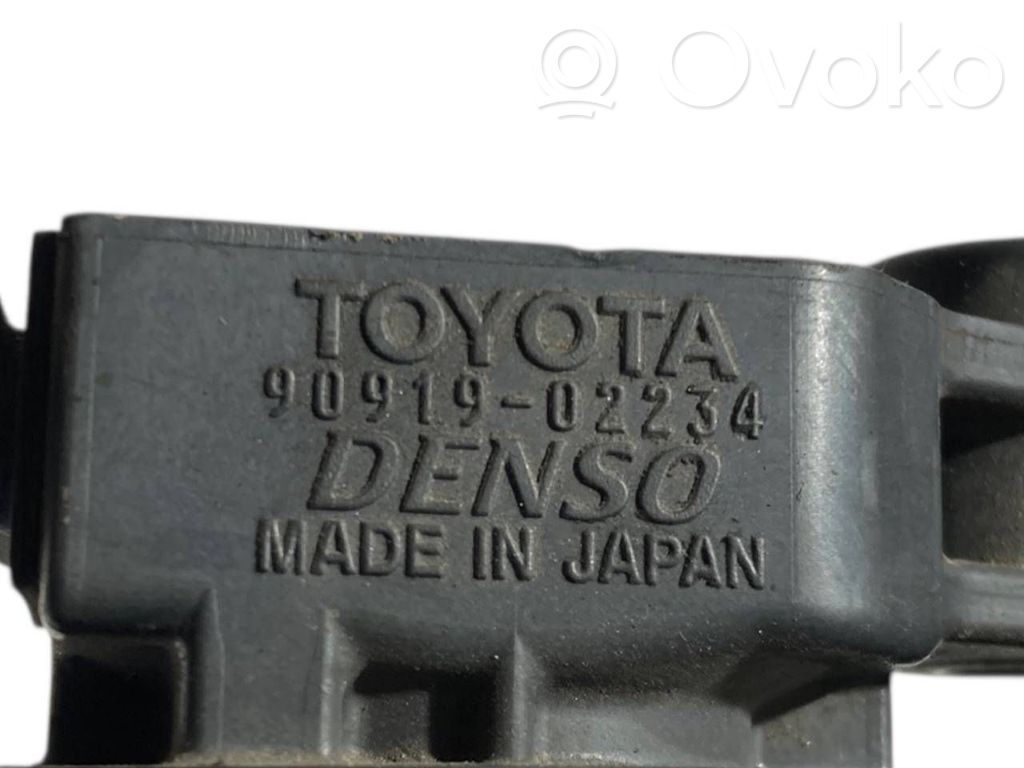 Ovoko
TOYOTA
90919-02234
DENSO
MADE IN JAPAN